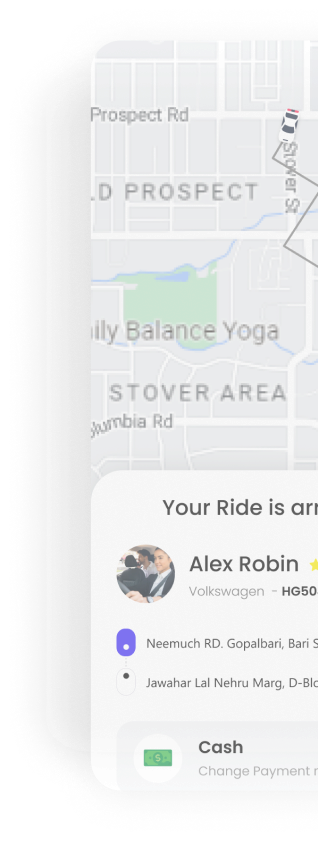 Prospect Rd
Stover St
LD PROSPECT
ily Balance Yoga
STOVER AREA
lumbia Rd
Your Ride is arr
Alex Robin
Volkswagen - HG50
Neemuch RD. Gopalbari, Bari S
Jawahar Lal Nehru Marg, D-Blo
Cash
Change Payment